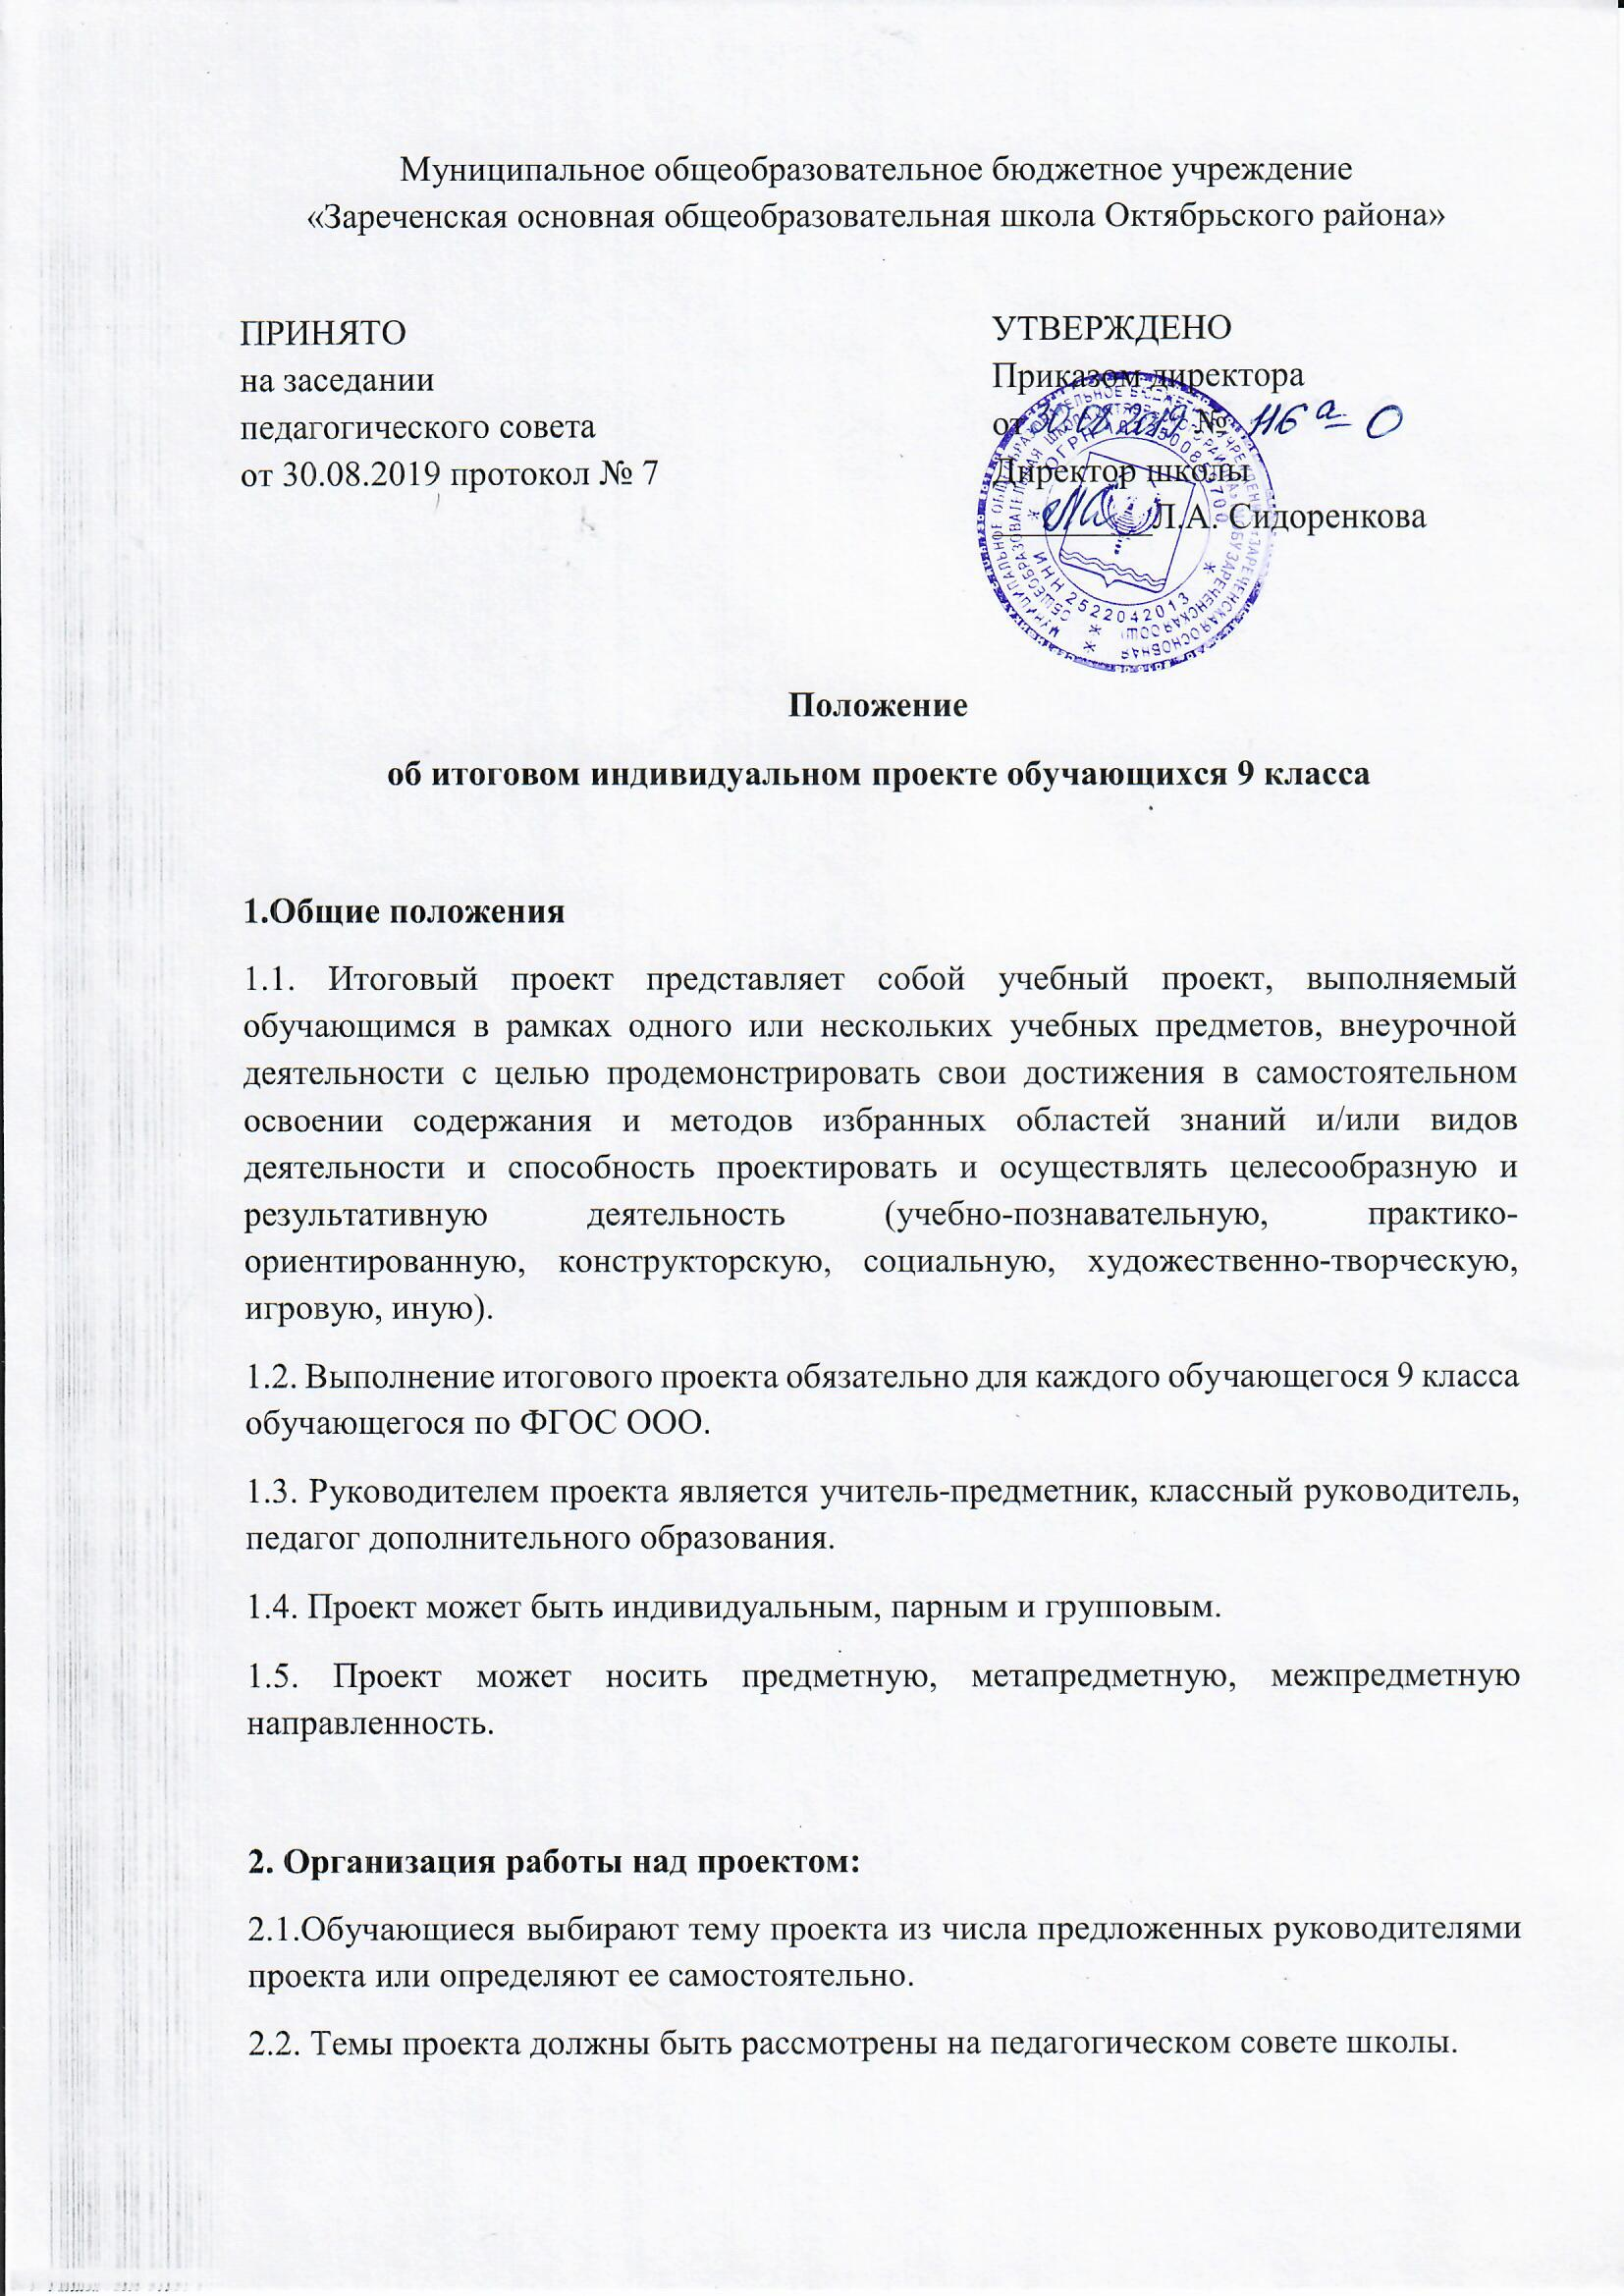 Муниципальное общеобразовательное бюджетное учреждение
«Зареченская основная общеобразовательная школа Октябрьского района»
ПРИНЯТО
на заседании
педагогического совета
от 30.08.2019 протокол № 7
УТВЕРЖДЕНО
Приказом директора
от 30.08.2019 № 116а-О
Директор школы
Л.А. Сидоренкова
ИНН 2522042013
Положение
об итоговом индивидуальном проекте обучающихся 9 класса
1.Общие положения
1.1. Итоговый проект представляет собой учебный проект, выполняемый
обучающимся в рамках одного или нескольких учебных предметов, внеурочной
деятельности с целью продемонстрировать свои достижения в самостоятельном
освоении содержания и методов избранных областей знаний и/или видов
деятельности и способность проектировать и осуществлять целесообразную и
результативную деятельность (учебно-познавательную, практико-
ориентированную, конструкторскую, социальную, художественно-творческую,
игровую, иную).
1.2. Выполнение итогового проекта обязательно для каждого обучающегося 9 класса
обучающегося по ФГОС ООО.
1.3. Руководителем проекта является учитель-предметник, классный руководитель,
педагог дополнительного образования.
1.4. Проект может быть индивидуальным, парным и групповым.
1.5. Проект может носить предметную, метапредметную, межпредметную
направленность.
2. Организация работы над проектом:
2.1.Обучающиеся выбирают тему проекта из числа предложенных руководителями
проекта или определяют ее самостоятельно.
2.2. Темы проекта должны быть рассмотрены на педагогическом совете школы.